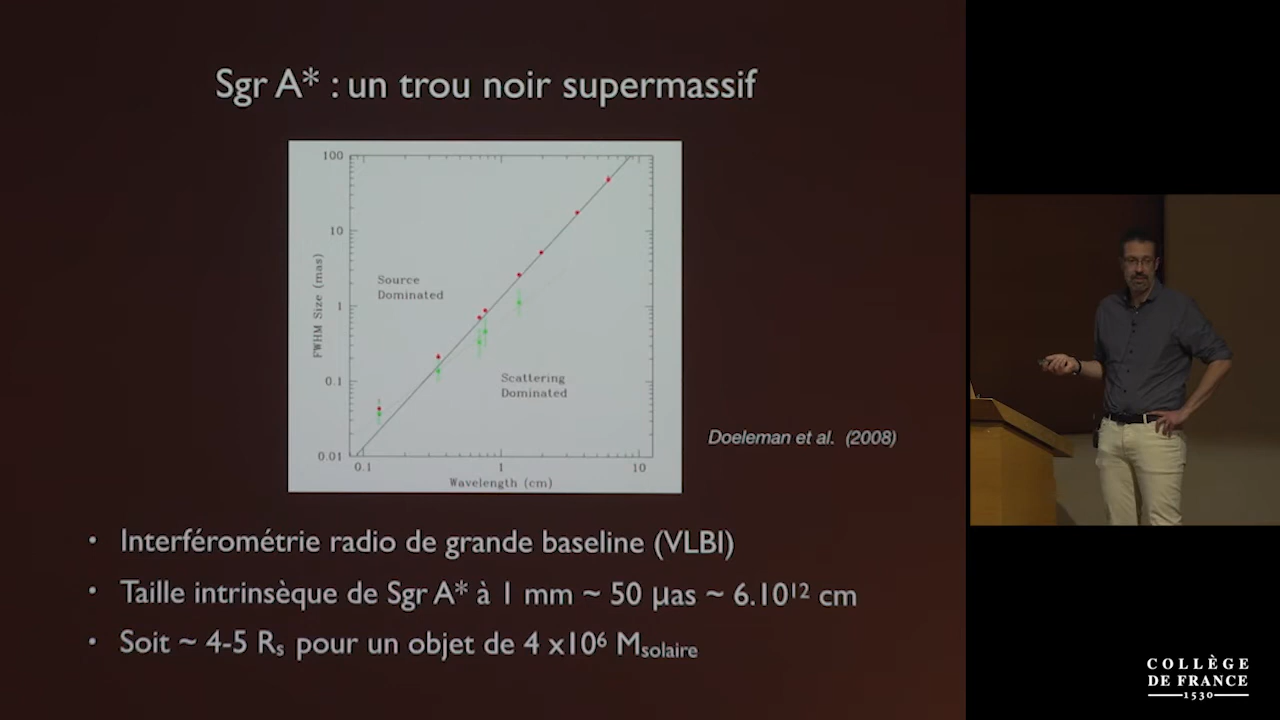 Sgr A* : un trou noir supermassif
100
10
1
0.1
0.01
FWHM Size (mas)
Source
Dominated
Scattering
Dominated
0.1
1
10
Wavelength (cm)
Doeleman et al. (2008)
• Interférométrie radio de grande baseline (VLBI)
• Taille intrinsèque de Sgr A* à 1 mm ~ 50 µas ~ 6.10¹² cm
• Soit ~ 4-5 Rₛ pour un objet de 4 x10⁶ Msolaire
COLLÈGE
DE FRANCE
1530